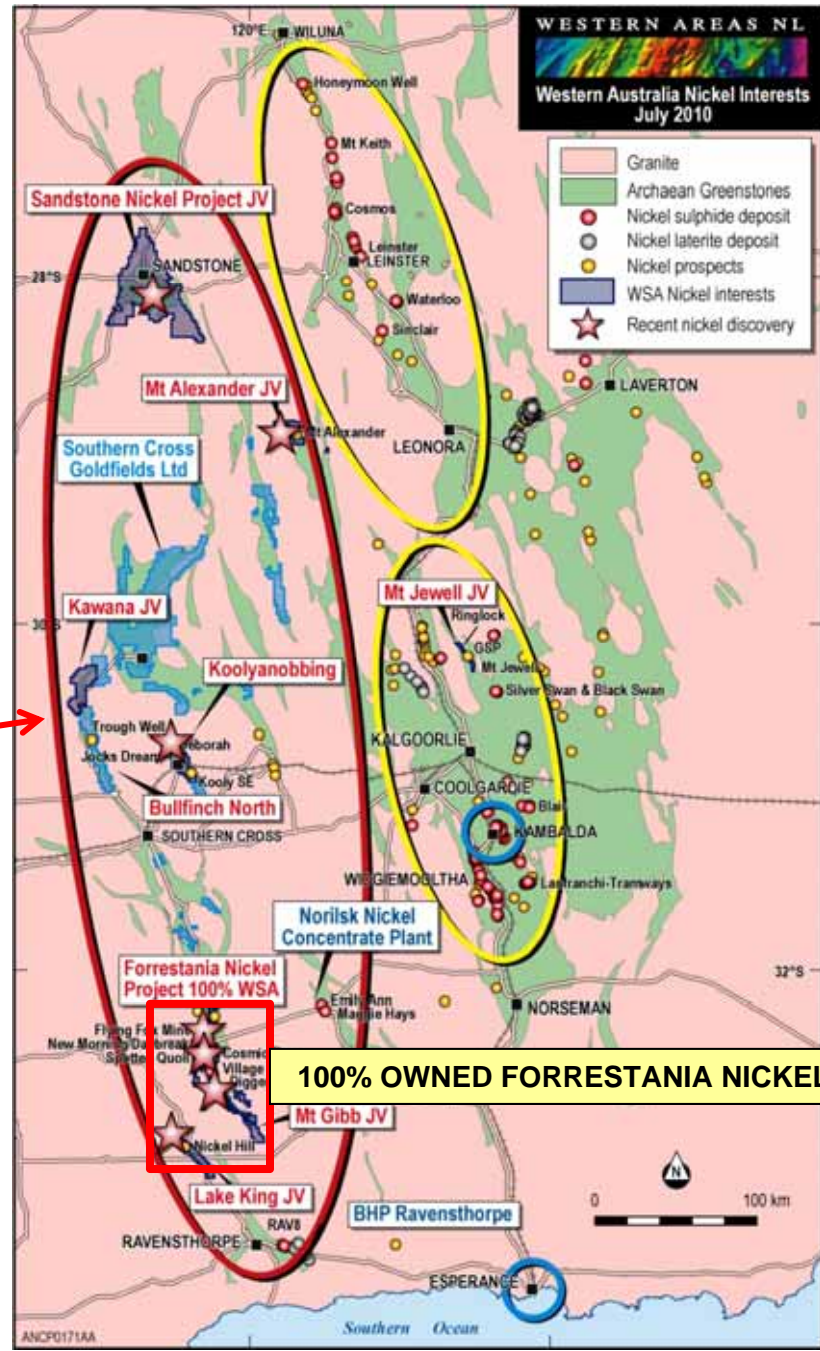 WESTERN AREAS NL
Western Australia Nickel Interests
July 2010
Granite
Archaean Greenstones
Nickel sulphide deposit
Nickel laterite deposit
Nickel prospects
WSA Nickel interests
Recent nickel discovery
120°E
WILUNA
Honeymoon Well
Mt Keith
Cosmos
Leinster
LEINSTER
Waterloo
Sinclair
Sandstone Nickel Project JV
SANDSTONE
28°S
Mt Alexander JV
Mt Alexander
LAVERTON
LEONORA
Southern Cross
Goldfields Ltd
Kawana JV
30°S
Mt Jewell JV
Ringlock
GSP
Mt Jewell
Silver Swan & Black Swan
Koolyanobbing
Trough Well
Deborah
Jocks Dream
Kooly SE
Bullfinch North
SOUTHERN CROSS
KALGOORLIE
COOLGARDIE
Blair
KAMBALDA
WIDGIEMOOLTHA
Lanfranchi-Tramways
Norilsk Nickel
Concentrate Plant
32°S
Forrestania Nickel
Project 100% WSA
Emily Ann
Maggie Hays
NORSEMAN
Flying Fox Mine
New Morning/Daybreak
Spotted Quoll
Cosmic
Village
Digge
100% OWNED FORRESTANIA NICKEL
Mt Gibb JV
Nickel Hill
Lake King JV
RAV8
RAVENSTHORPE
BHP Ravensthorpe
N
0
100 km
ESPERANCE
Southern Ocean
ANCP0171AA